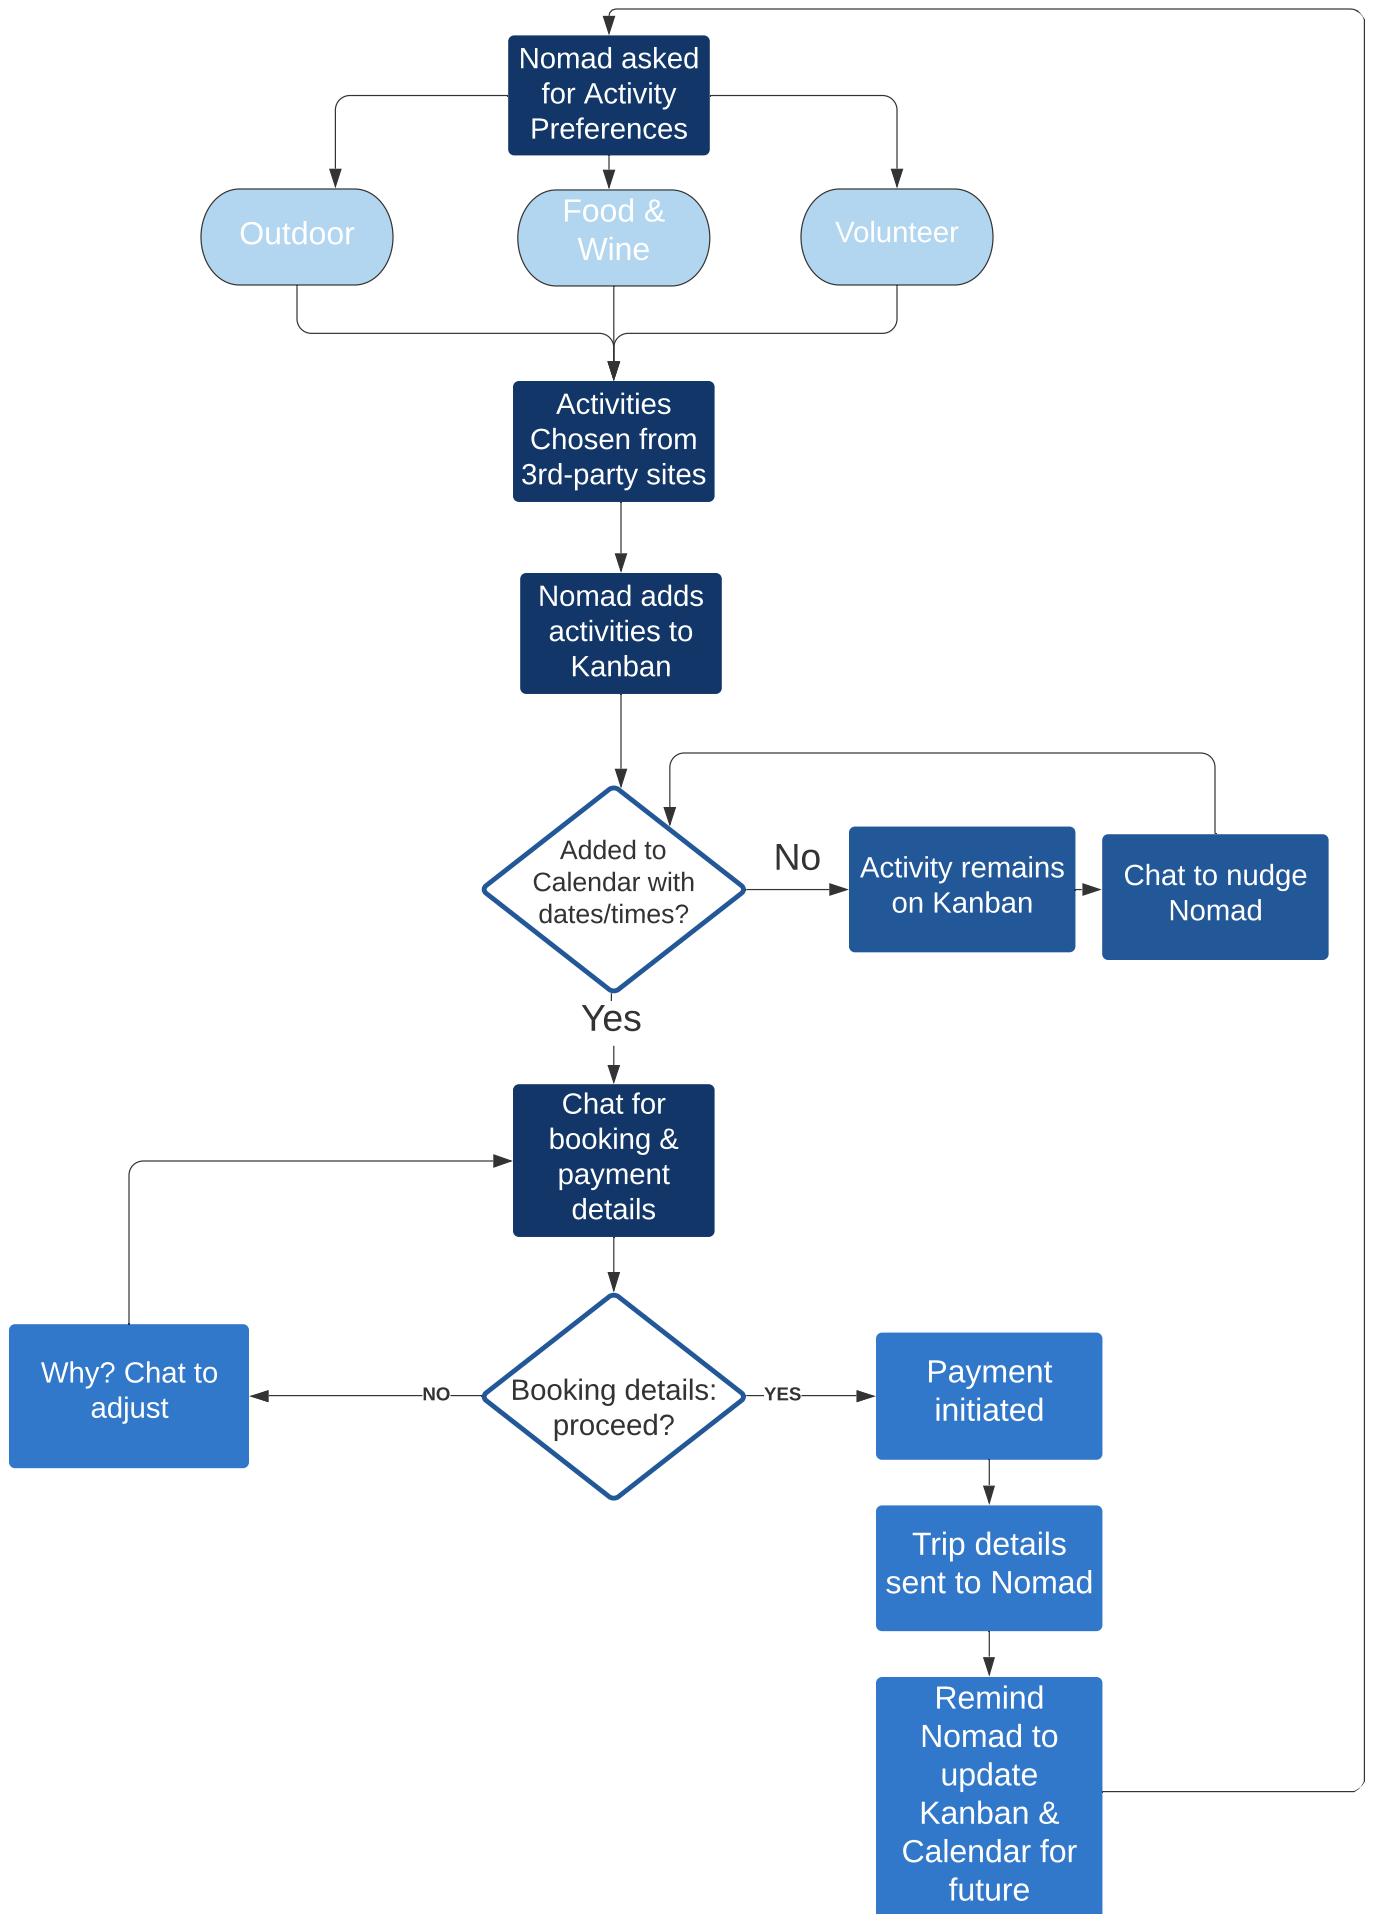 Nomad asked
for Activity
Preferences
Outdoor
Food &
Wine
Volunteer
Activities
Chosen from
3rd-party sites
Nomad adds
activities to
Kanban
Added to
Calendar with
dates/times?
No
Activity remains
on Kanban
Chat to nudge
Nomad
Yes
Chat for
booking &
payment
details
Why? Chat to
adjust
NO
Booking details:
proceed?
YES
Payment
initiated
Trip details
sent to Nomad
Remind
Nomad to
update
Kanban &
Calendar for
future